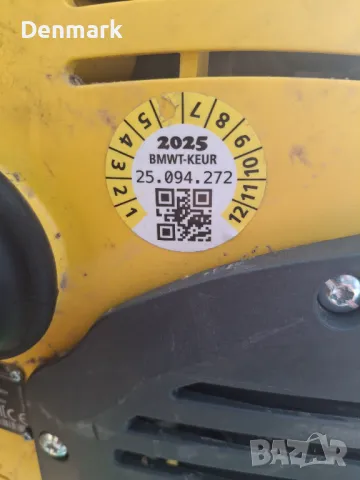 Denmark
1 2 3 4 5 7 8 9 10 11 12
2025
BMWT-KEUR
25.094.272
BAZAR